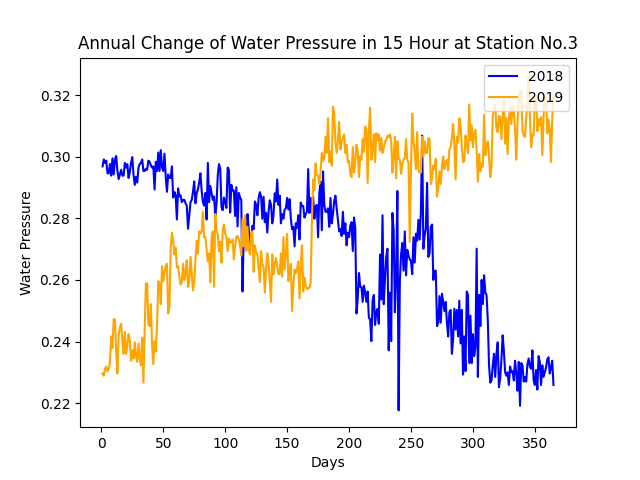 Annual Change of Water Pressure in 15 Hour at Station No.3
2018
2019
0.32
0.30
0.28
0.26
0.24
0.22
Water Pressure
0 50 100 150 200 250 300 350
Days